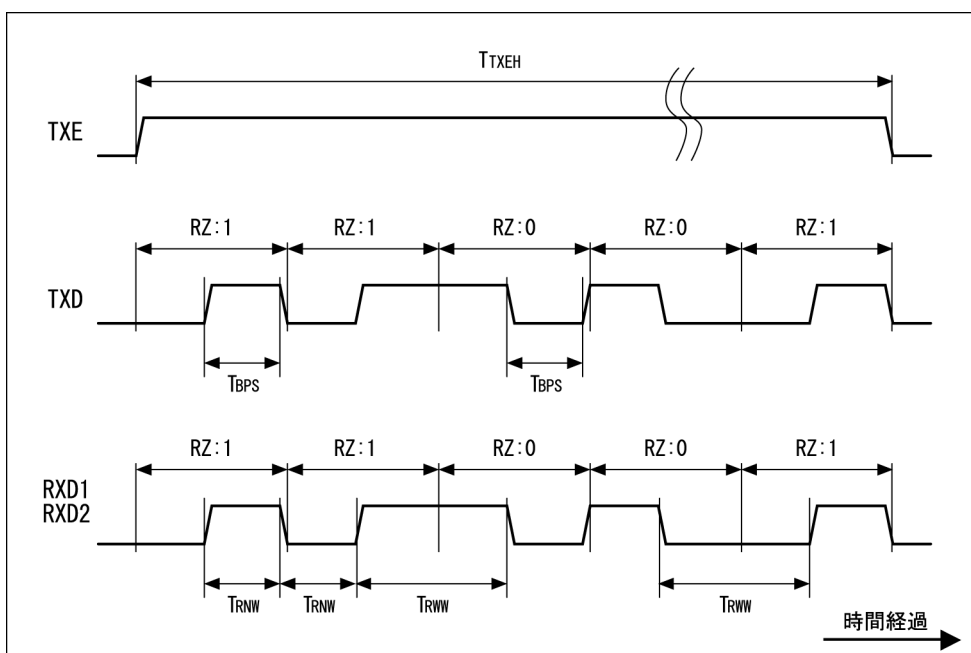 TTXEH
TXE
RZ:1 RZ:1 RZ:0 RZ:0 RZ:1
TXD
TBPS TBPS
RZ:1 RZ:1 RZ:0 RZ:0 RZ:1
RXD1
RXD2
TRNW TRNW TRWW TRWW
時間経過